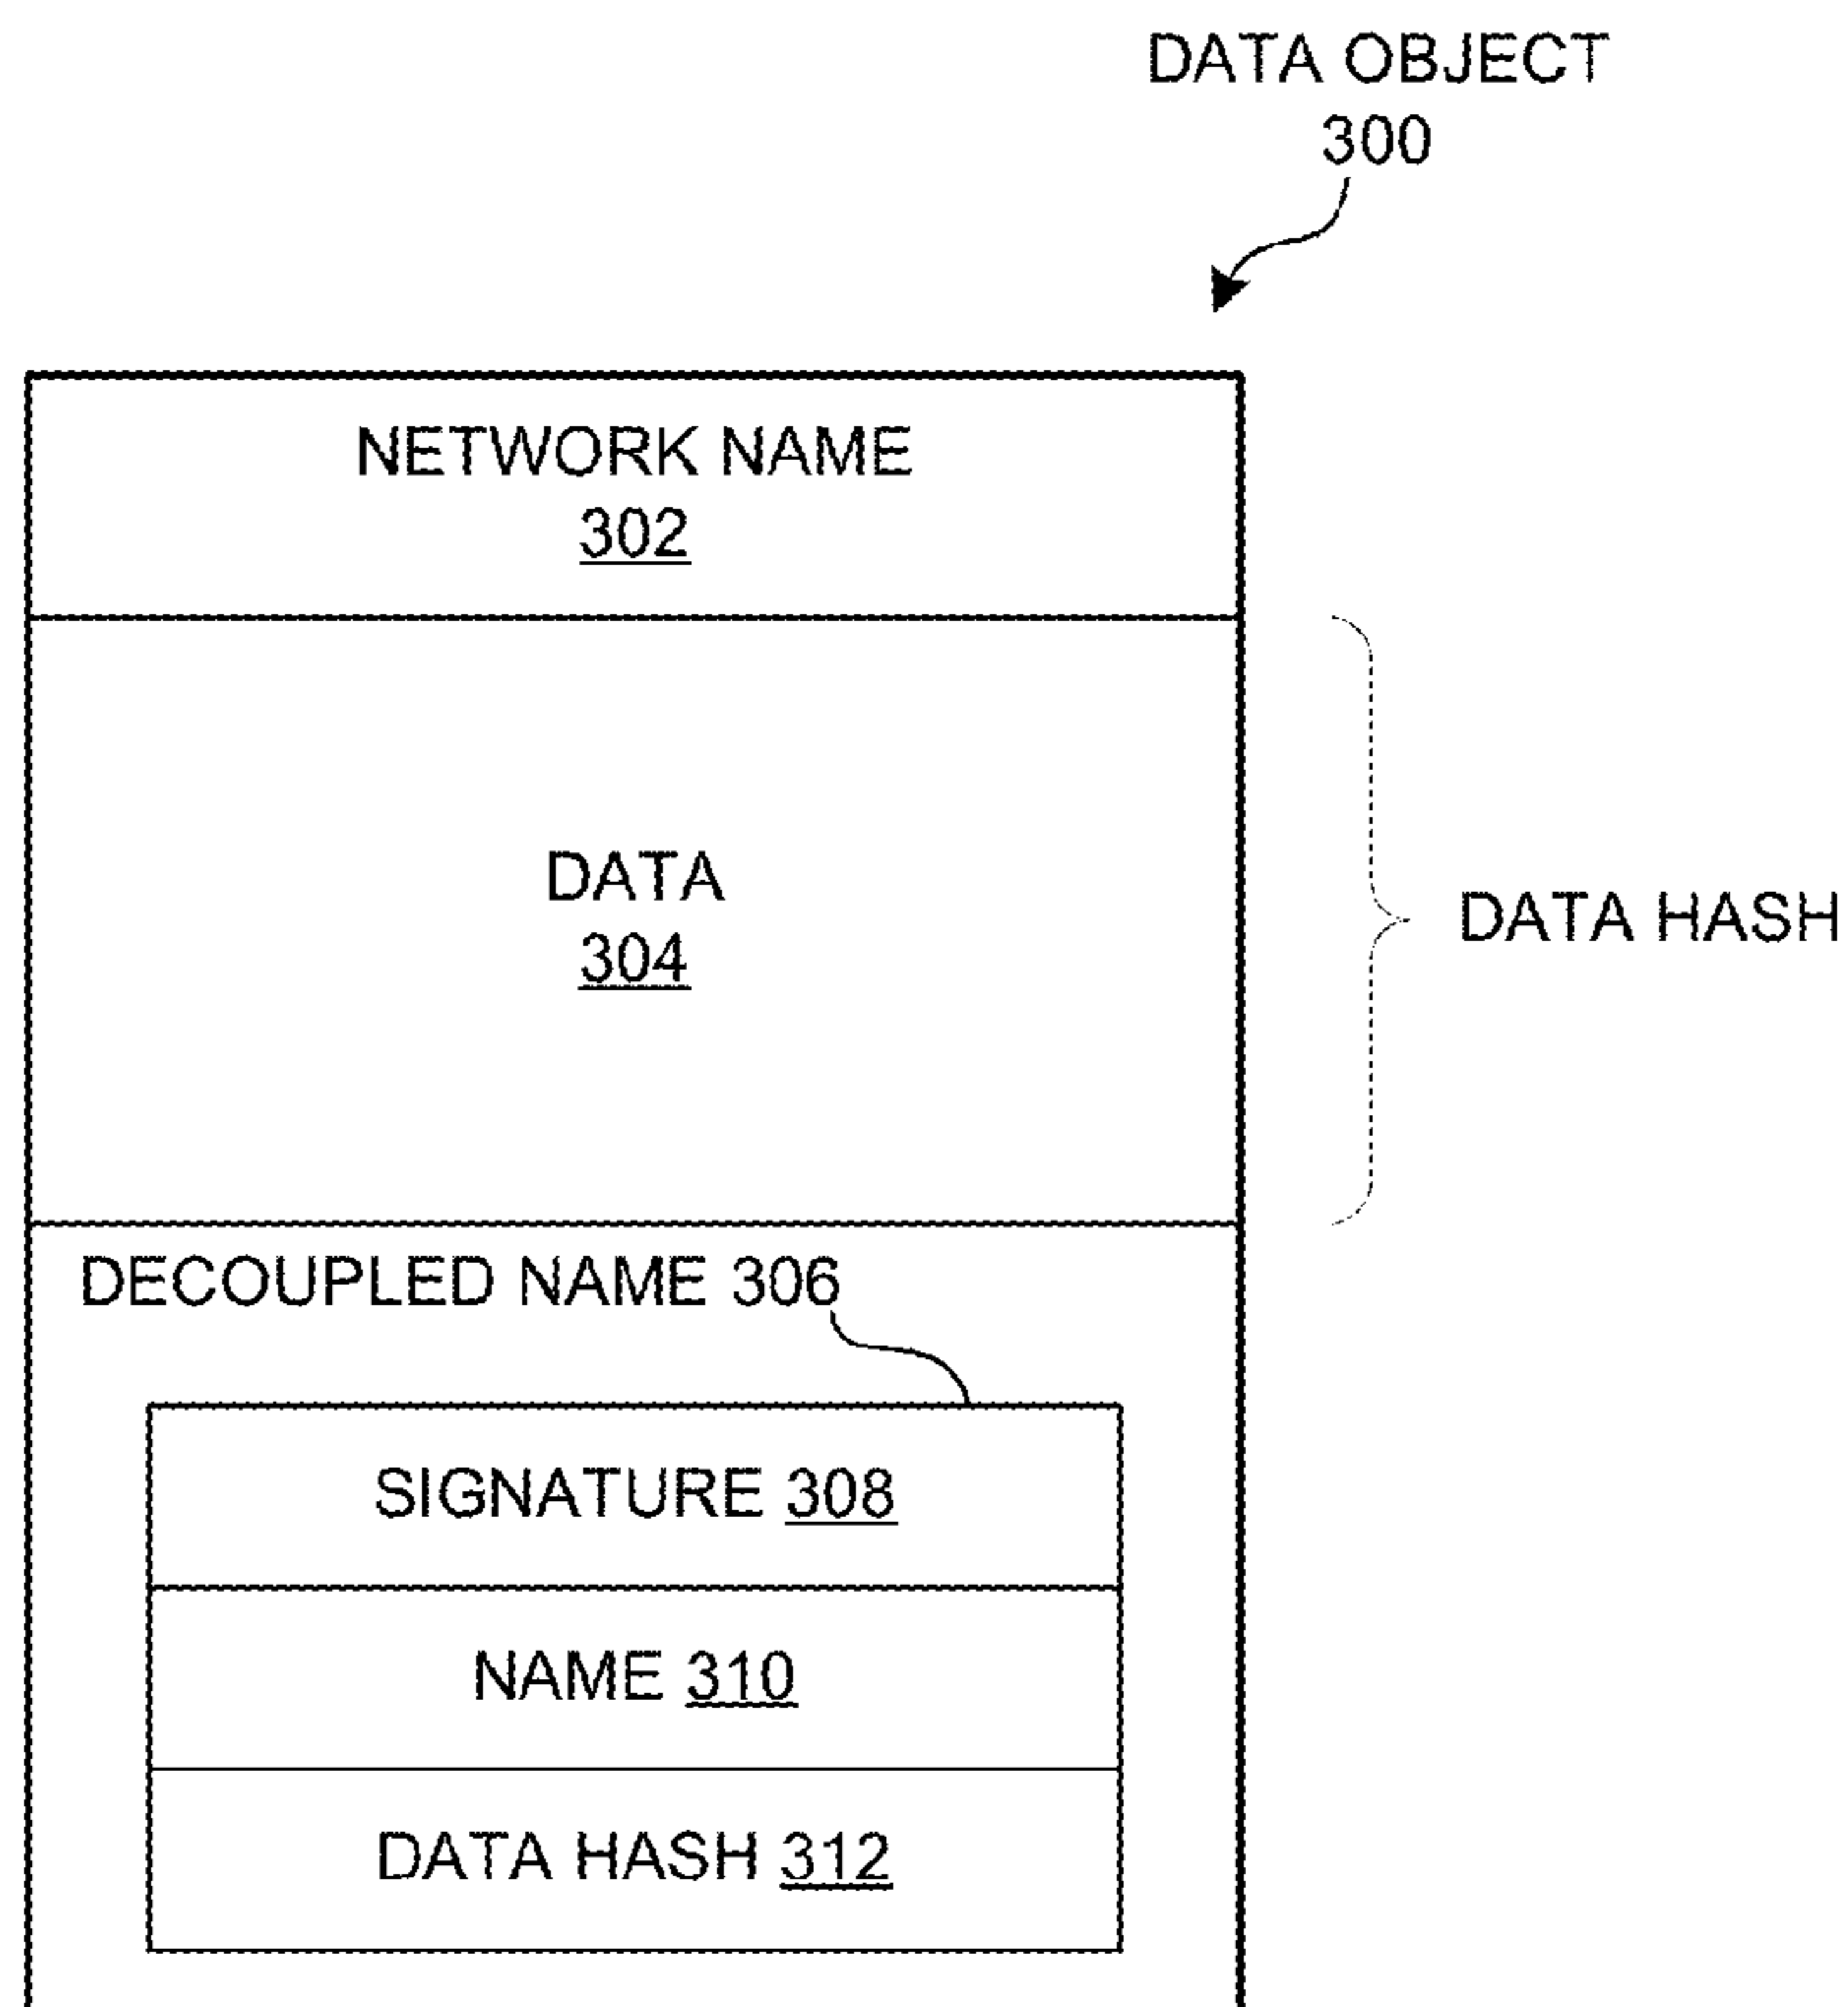 DATA OBJECT
300
NETWORK NAME
302
DATA
304
DATA HASH
DECOUPLED NAME 306
SIGNATURE 308
NAME 310
DATA HASH 312